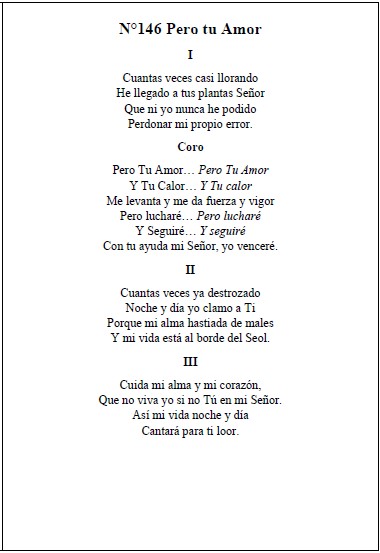 N°146 Pero tu Amor
I
Cuantas veces casi llorando
He llegado a tus plantas Señor
Que ni yo nunca he podido
Perdonar mi propio error.
Coro
Pero Tu Amor… Pero Tu Amor
Y Tu Calor… Y Tu calor
Me levanta y me da fuerza y vigor
Pero lucharé… Pero lucharé
Y Seguiré… Y seguiré
Con tu ayuda mi Señor, yo venceré.
II
Cuantas veces ya destrozado
Noche y día yo clamo a Ti
Porque mi alma hastiada de males
Y mi vida está al borde del Seol.
III
Cuida mi alma y mi corazón,
Que no viva yo si no Tú en mi Señor.
Así mi vida noche y día
Cantará para ti loor.